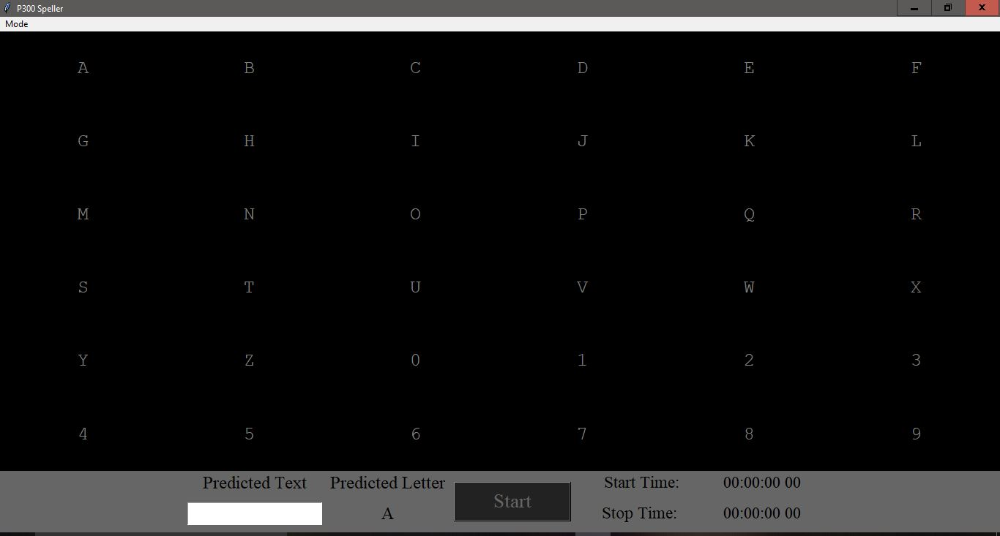 P300 Speller
Mode
A B C D E F
G H I J K L
M N O P Q R
S T U V W X
Y Z 0 1 2 3
4 5 6 7 8 9
Predicted Text Predicted Letter Start Start Time: 00:00:00 00
A Stop Time: 00:00:00 00